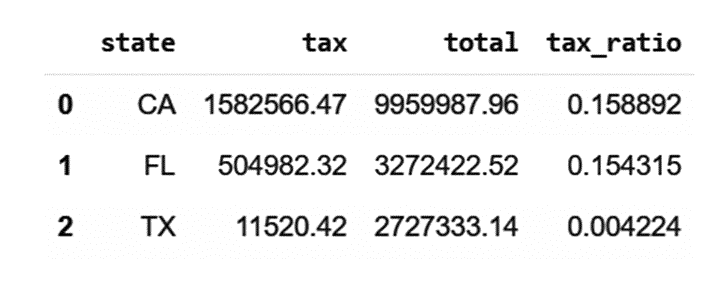 state tax total tax_ratio
0 CA 1582566.47 9959987.96 0.158892
1 FL 504982.32 3272422.52 0.154315
2 TX 11520.42 2727333.14 0.004224